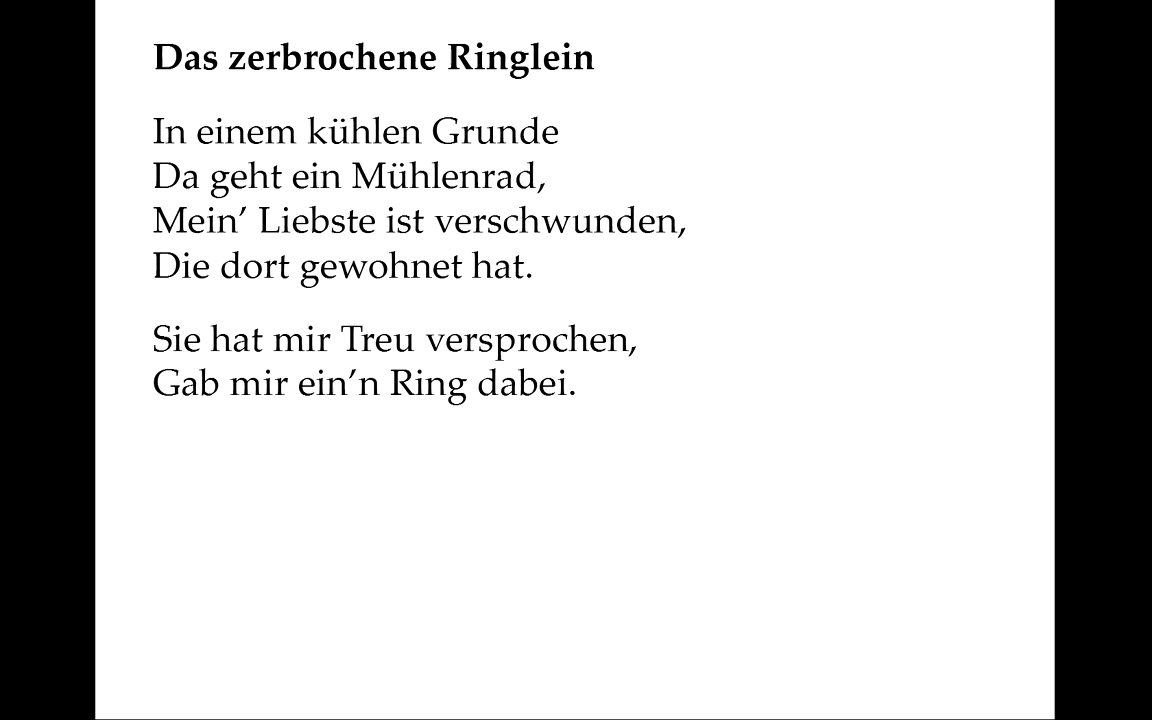 Das zerbrochene Ringlein
In einem kühlen Grunde
Da geht ein Mühlenrad,
Mein’ Liebste ist verschwunden,
Die dort gewohnet hat.
Sie hat mir Treu versprochen,
Gab mir ein’n Ring dabei.